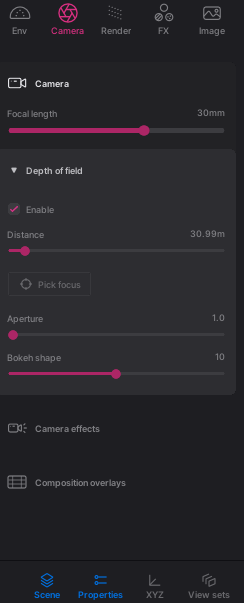 Env Camera Render FX Image
Camera
Focal length 30mm
Depth of field
Enable
Distance 30.99m
Pick focus
Aperture 1.0
Bokeh shape 10
Camera effects
Composition overlays
Scene Properties XYZ View sets